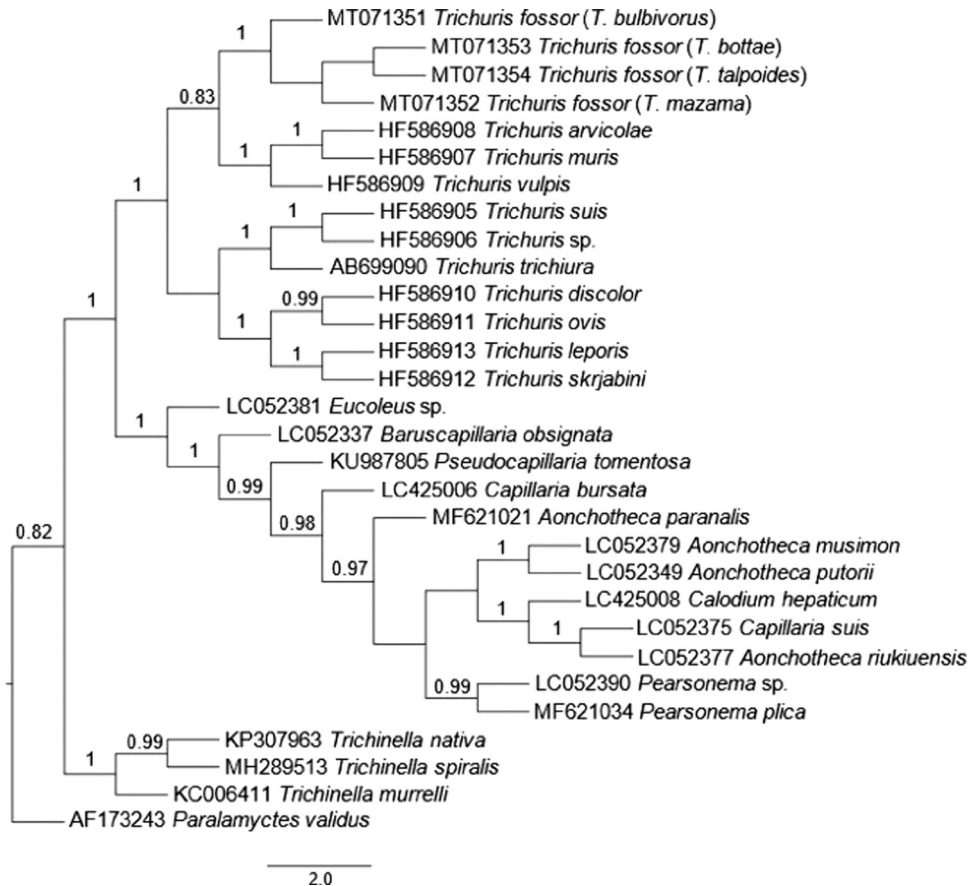 MT071351 Trichuris fossor (T. bulbivorus)
1
MT071353 Trichuris fossor (T. bottae)
MT071354 Trichuris fossor (T. talpoides)
0.83
MT071352 Trichuris fossor (T. mazama)
HF586908 Trichuris arvicolae
1
1
HF586907 Trichuris muris
HF586909 Trichuris vulpis
1
HF586905 Trichuris suis
1
1
HF586906 Trichuris sp.
AB699090 Trichuris trichiura
HF586910 Trichuris discolor
0.99
1
HF586911 Trichuris ovis
1
HF586913 Trichuris leporis
1
HF586912 Trichuris skrjabini
LC052381 Eucoleus sp.
1
LC052337 Baruscapillaria obsignata
1
KU987805 Pseudocapillaria tomentosa
0.99
LC425006 Capillaria bursata
0.98
MF621021 Aonchotheca paranalis
0.82
LC052379 Aonchotheca musimon
1
0.97
LC052349 Aonchotheca putorii
LC425008 Calodium hepaticum
1
LC052375 Capillaria suis
1
LC052377 Aonchotheca riukiuensis
LC052390 Pearsonema sp.
0.99
MF621034 Pearsonema plica
KP307963 Trichinella nativa
0.99
1
MH289513 Trichinella spiralis
KC006411 Trichinella murrelli
AF173243 Paralamyctes validus
2.0